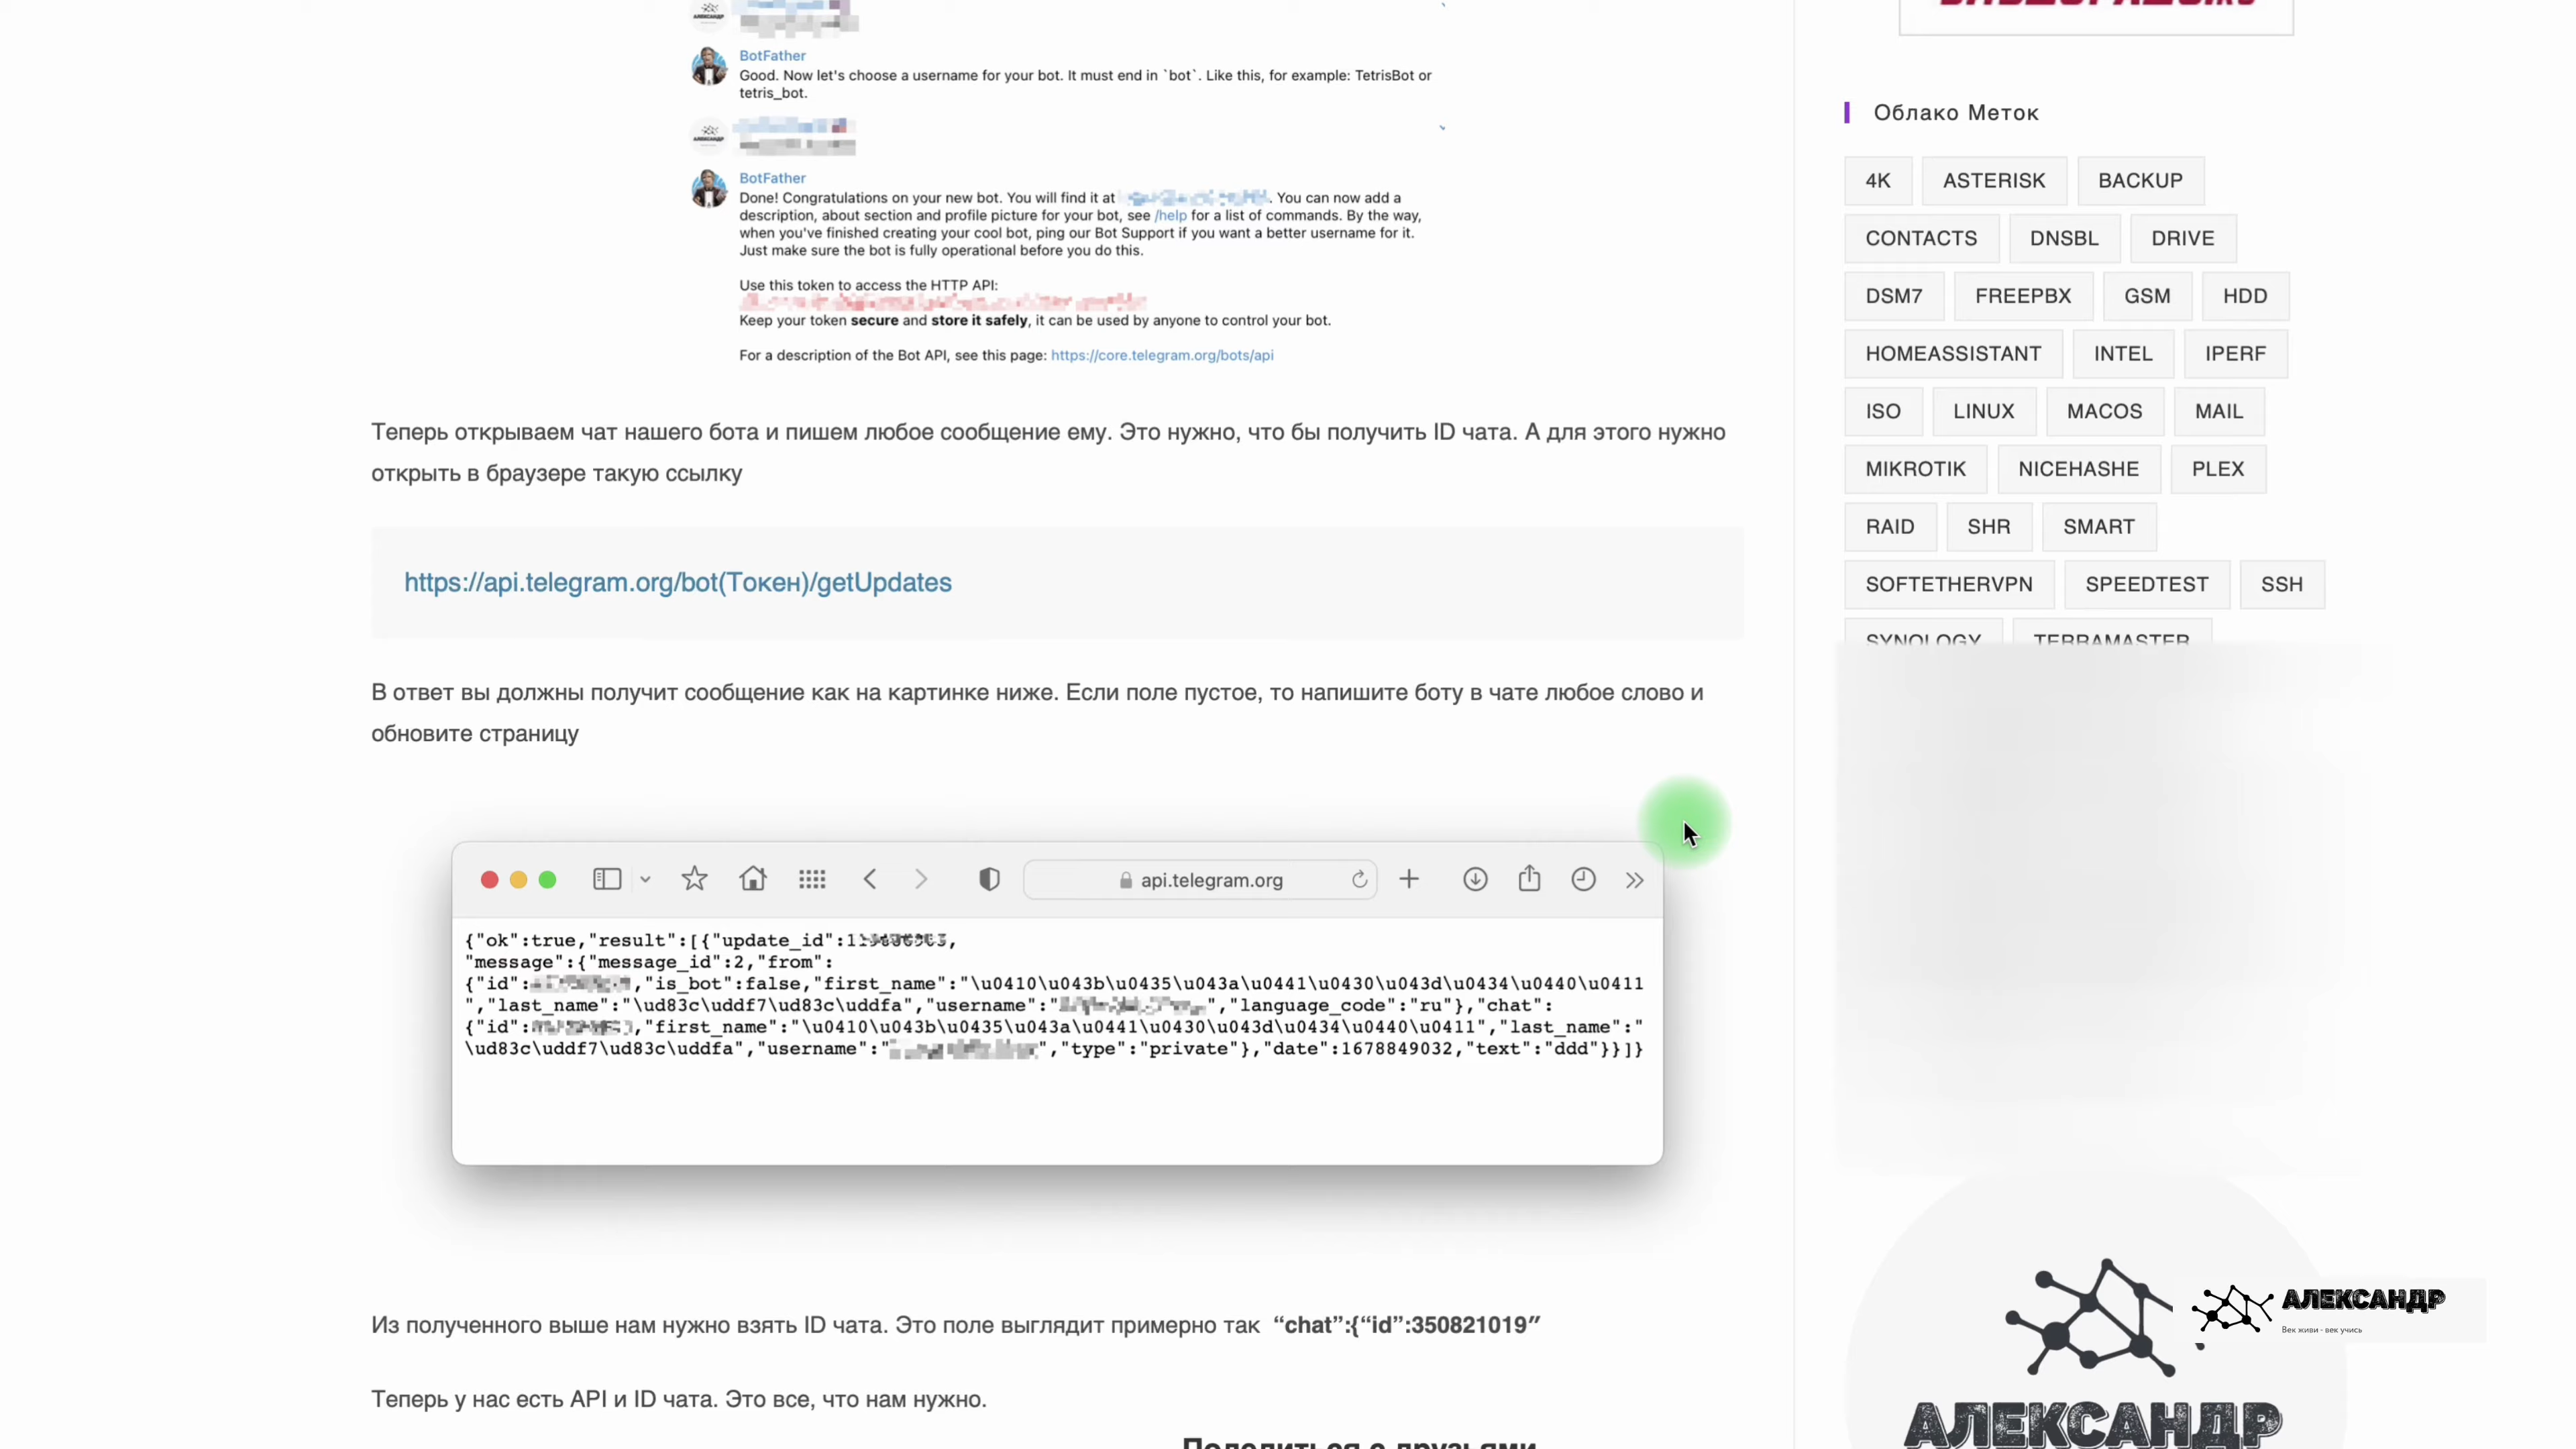 АЛЕКСАНДР
BotFather
Good. Now let's choose a username for your bot. It must end in `bot`. Like this, for example: TetrisBot or
tetris_bot.
АЛЕКСАНДР
BotFather
Done! Congratulations on your new bot. You will find it at . You can now add a
description, about section and profile picture for your bot, see /help for a list of commands. By the way,
when you've finished creating your cool bot, ping our Bot Support if you want a better username for it.
Just make sure the bot is fully operational before you do this.
Use this token to access the HTTP API:
Keep your token secure and store it safely, it can be used by anyone to control your bot.
For a description of the Bot API, see this page: https://core.telegram.org/bots/api
Теперь открываем чат нашего бота и пишем любое сообщение ему. Это нужно, что бы получить ID чата. А для этого нужно
открыть в браузере такую ссылку
https://api.telegram.org/bot(Токен)/getUpdates
В ответ вы должны получит сообщение как на картинке ниже. Если поле пустое, то напишите боту в чате любое слово и
обновите страницу
api.telegram.org
{"ok":true,"result":[{"update_id":
"message":{"message_id":2,"from":
{"id": ,"is_bot":false,"first_name":"\u0410\u043b\u0435\u043a\u0441\u0430\u043d\u0434\u0440\u0411
","last_name":"\ud83c\uddf7\ud83c\uddfa","username":" ","language_code":"ru"},"chat":
{"id": ,"first_name":"\u0410\u043b\u0435\u043a\u0441\u0430\u043d\u0434\u0440\u0411","last_name":"
\ud83c\uddf7\ud83c\uddfa","username":" ","type":"private"},"date":1678849032,"text":"ddd"}}]}
Из полученного выше нам нужно взять ID чата. Это поле выглядит примерно так “chat”:{“id”:350821019″
Теперь у нас есть API и ID чата. Это все, что нам нужно.
Поделиться с друзьями
Облако Меток
4K ASTERISK BACKUP
CONTACTS DNSBL DRIVE
DSM7 FREEPBX GSM HDD
HOMEASSISTANT INTEL IPERF
ISO LINUX MACOS MAIL
MIKROTIK NICEHASHE PLEX
RAID SHR SMART
SOFTETHERVPN SPEEDTEST SSH
SYNOLOGY TERRAMASTER
АЛЕКСАНДР
Век живи - век учись
АЛЕКСАНДР